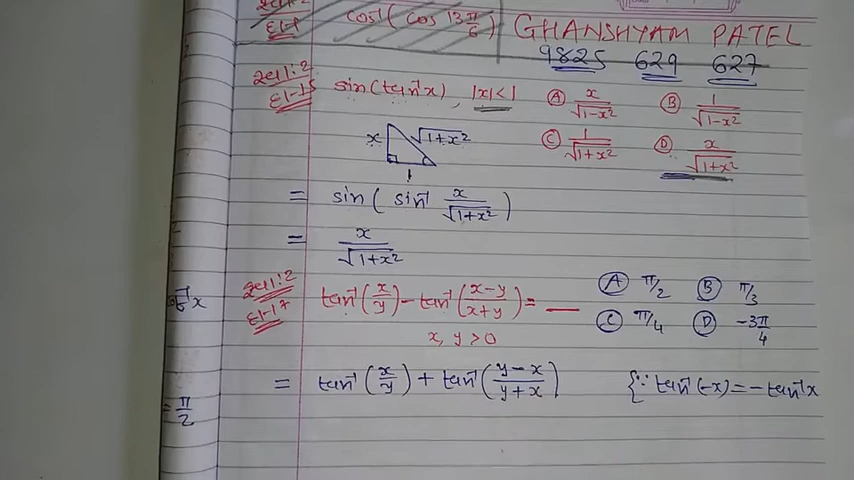 cos⁻¹(cos 13π/6) GHANSHYAM PATEL
9825 629 627
sin(tan⁻¹x), |x|<1 Ⓐ x/√(1-x²) Ⓑ 1/√(1-x²)
Ⓒ 1/√(1+x²) Ⓓ x/√(1+x²)
x √(1+x²)
1
= sin(sin⁻¹ x/√(1+x²))
= x/√(1+x²)
tan⁻¹(x/y) - tan⁻¹((x-y)/(x+y)) = __ Ⓐ π/2 Ⓑ π/3
x, y > 0 Ⓒ π/4 Ⓓ -3π/4
= tan⁻¹(x/y) + tan⁻¹((y-x)/(y+x)) {∵ tan⁻¹(-x) = -tan⁻¹x
= π/2